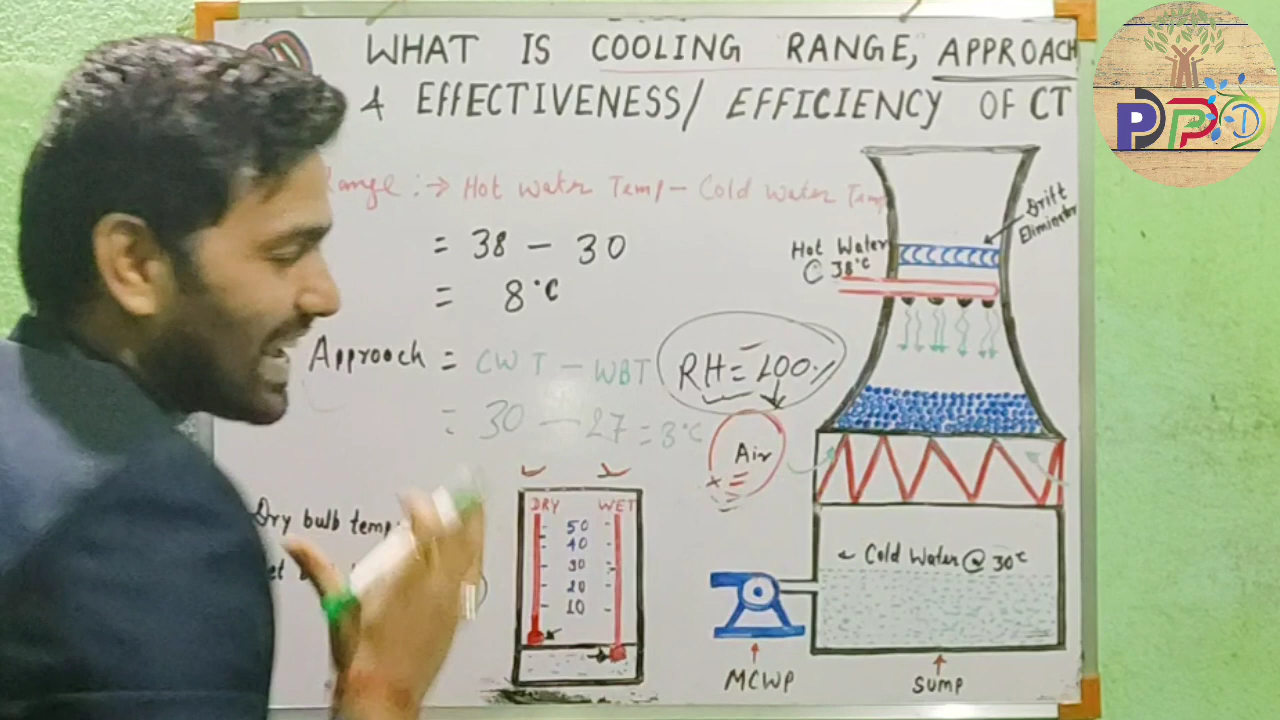 WHAT IS COOLING RANGE, APPROACH
& EFFECTIVENESS/ EFFICIENCY OF CT
Range :→ Hot Water Temp - Cold Water Temp
= 38 - 30
= 8°C
Approach = CWT - WBT
= 30 - 27 = 3°C
RH = 100%
Air
Dry bulb temp
DRY WET
50
40
30
20
10
Drift
Eliminator
Hot Water
@ 38°C
← Cold Water @ 30°C
MCWP
SUMP
PPD